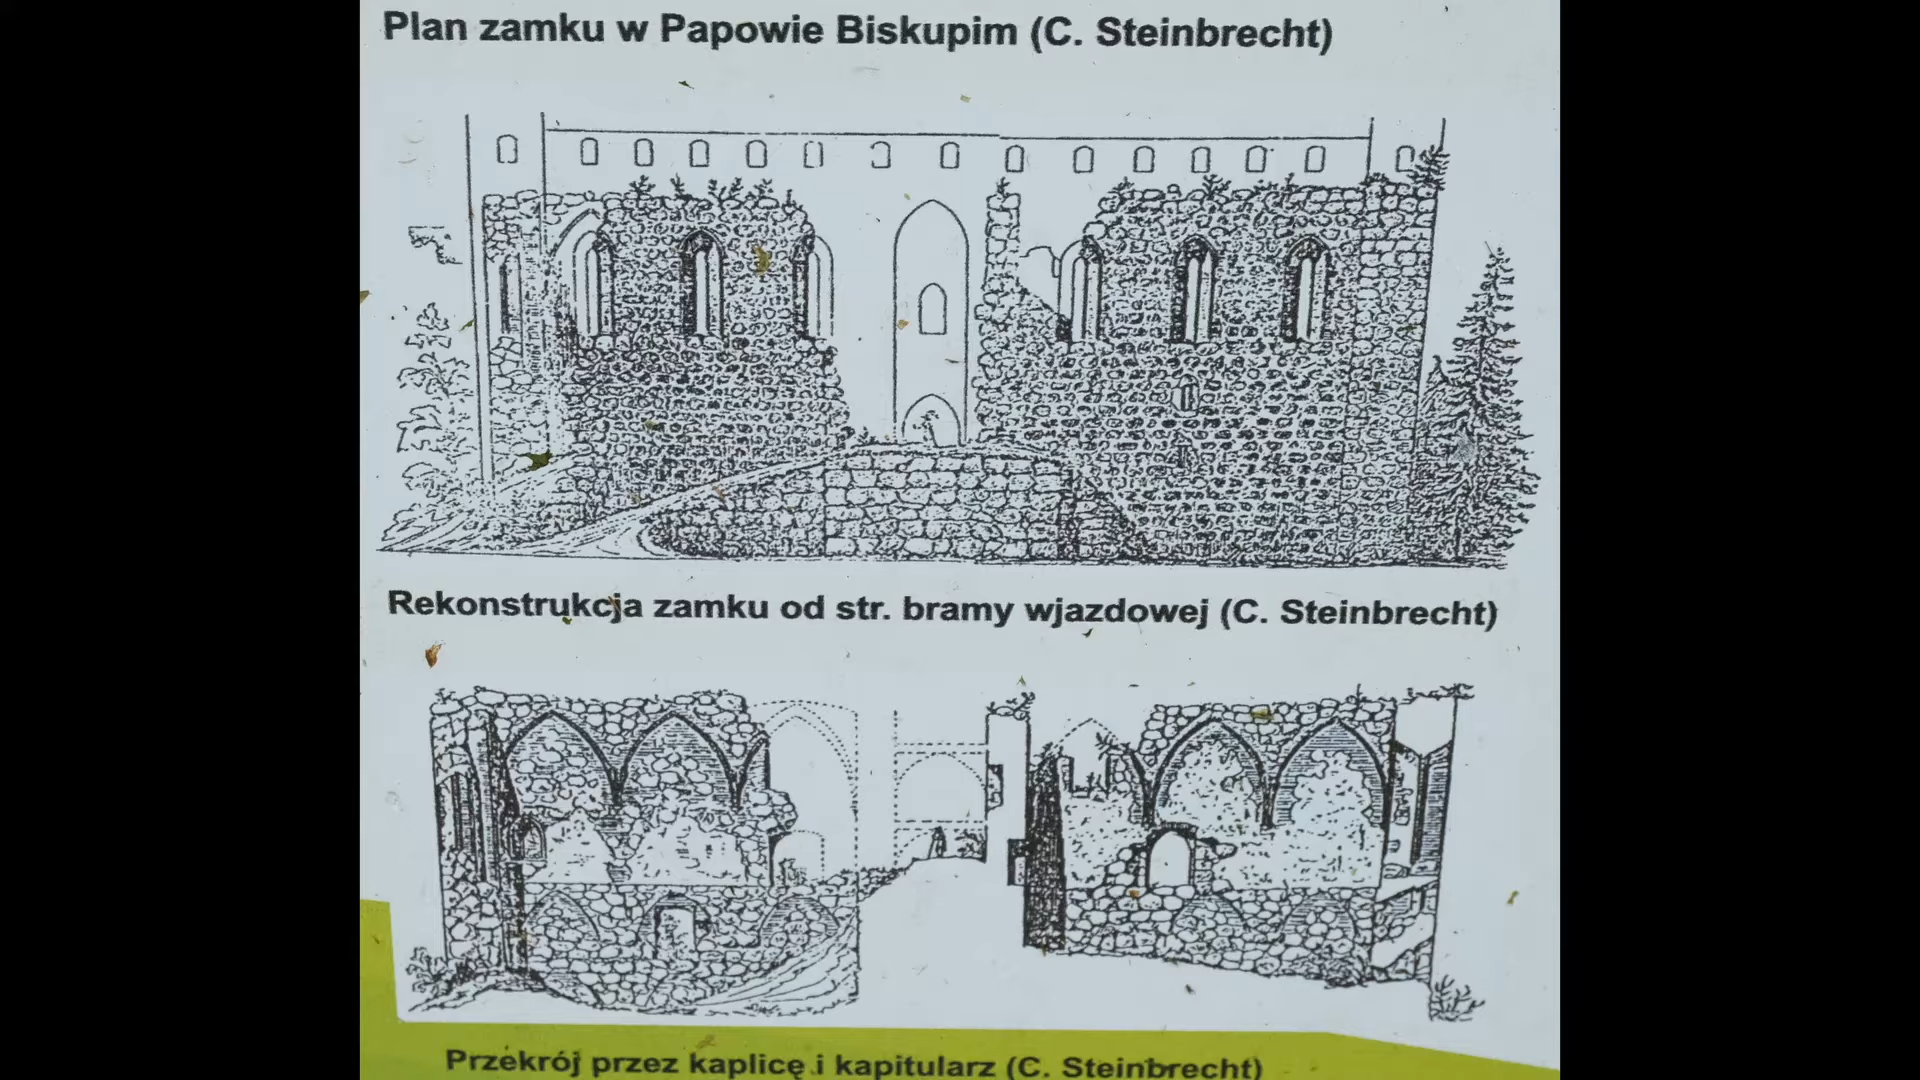 Plan zamku w Papowie Biskupim (C. Steinbrecht)
Rekonstrukcja zamku od str. bramy wjazdowej (C. Steinbrecht)
Przekrój przez kaplicę i kapitularz (C. Steinbrecht)